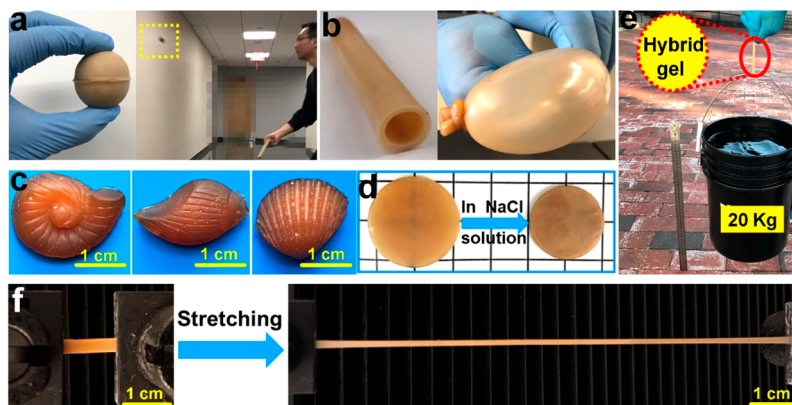 a
b
e
Hybrid
gel
20 Kg
c
1 cm
1 cm
1 cm
d
In NaCl
solution
f
Stretching
1 cm
1 cm